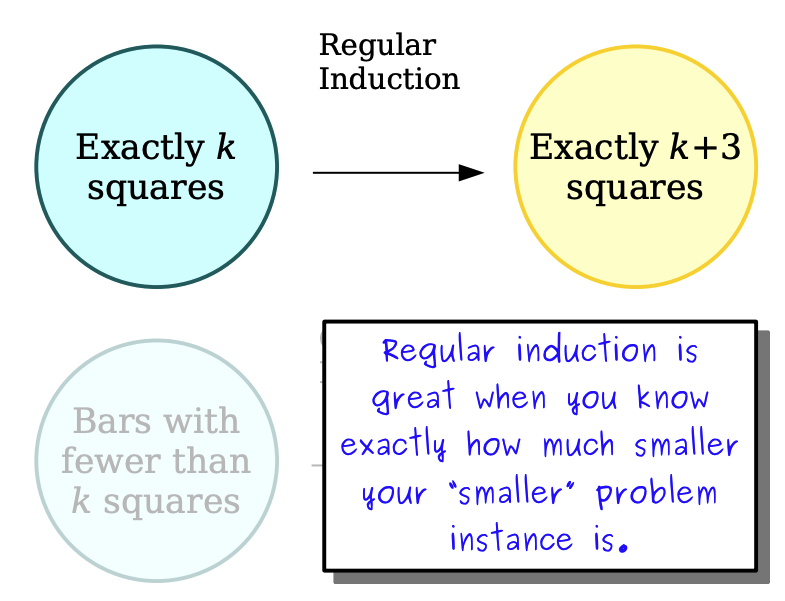 Regular
Induction
Exactly k
squares
Exactly k+3
squares
Bars with
fewer than
k squares
Regular induction is
great when you know
exactly how much smaller
your "smaller" problem
instance is.